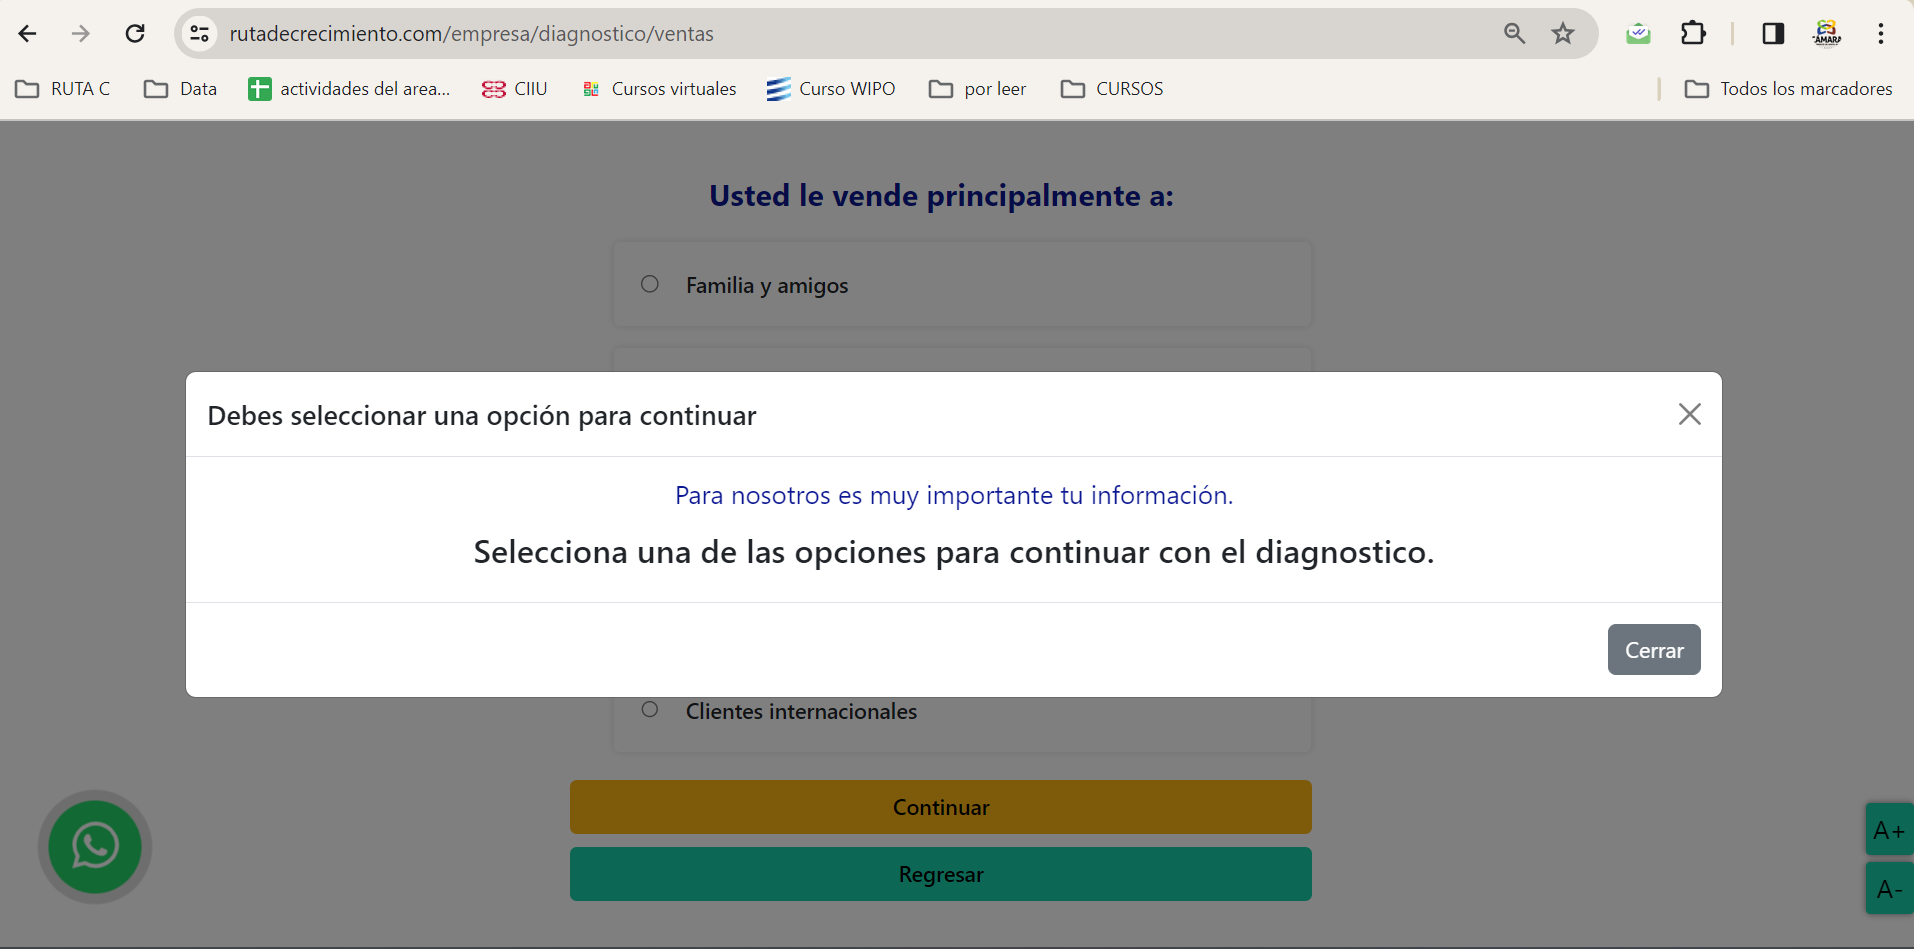 rutadecrecimiento.com/empresa/diagnostico/ventas
RUTA C
Data
actividades del area...
CIIU
Cursos virtuales
Curso WIPO
por leer
CURSOS
Todos los marcadores
Usted le vende principalmente a:
Familia y amigos
Debes seleccionar una opción para continuar
Para nosotros es muy importante tu información.
Selecciona una de las opciones para continuar con el diagnostico.
Cerrar
Clientes internacionales
Continuar
Regresar
A+
A-